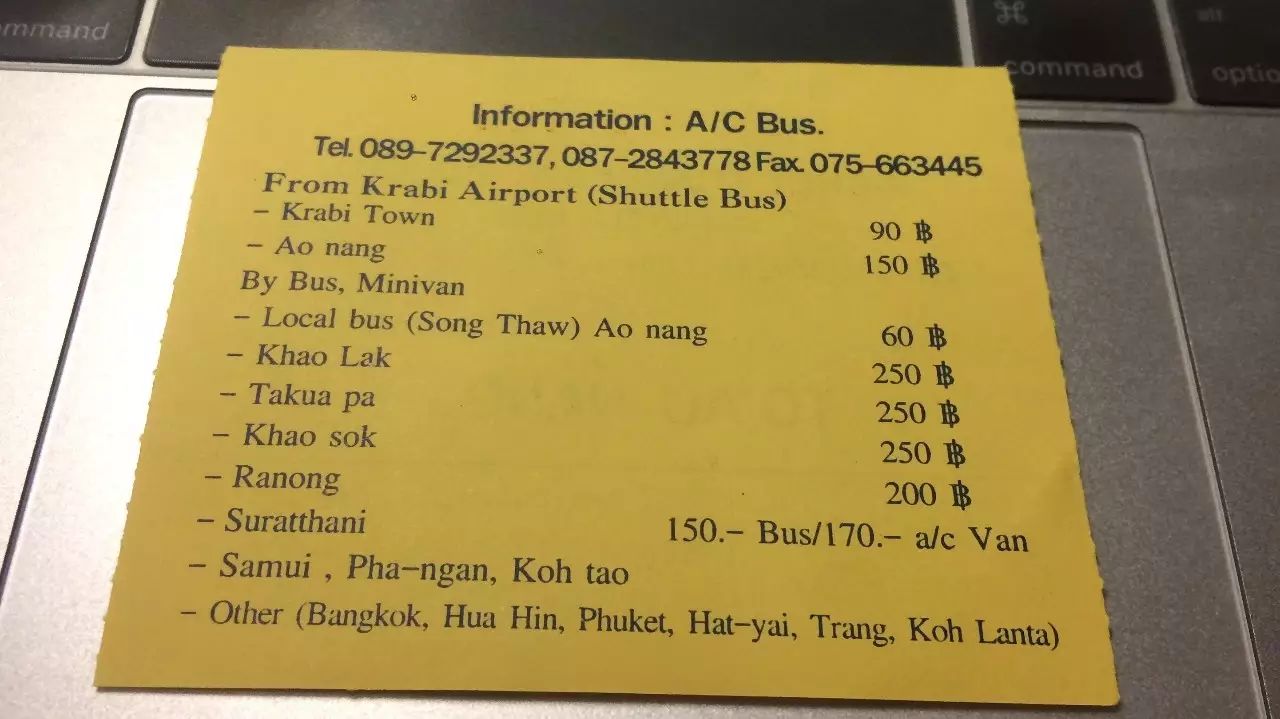 ommand
⌘
command
alt
optio
Information : A/C Bus.
Tel. 089-7292337, 087-2843778 Fax. 075-663445
From Krabi Airport (Shuttle Bus)
- Krabi Town 90 ฿
- Ao nang 150 ฿
By Bus, Minivan
- Local bus (Song Thaw) Ao nang 60 ฿
- Khao Lak 250 ฿
- Takua pa 250 ฿
- Khao sok 250 ฿
- Ranong 200 ฿
- Suratthani 150.- Bus/170.- a/c Van
- Samui , Pha-ngan, Koh tao
- Other (Bangkok, Hua Hin, Phuket, Hat-yai, Trang, Koh Lanta)